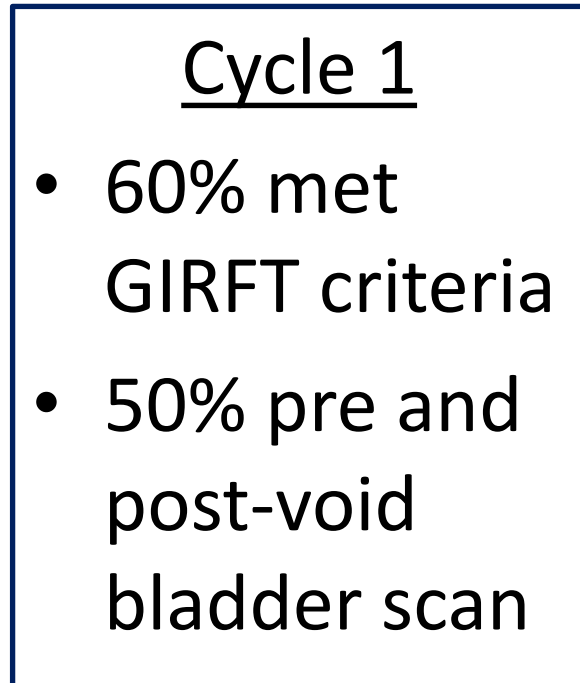 Cycle 1
• 60% met
GIRFT criteria
• 50% pre and
post-void
bladder scan